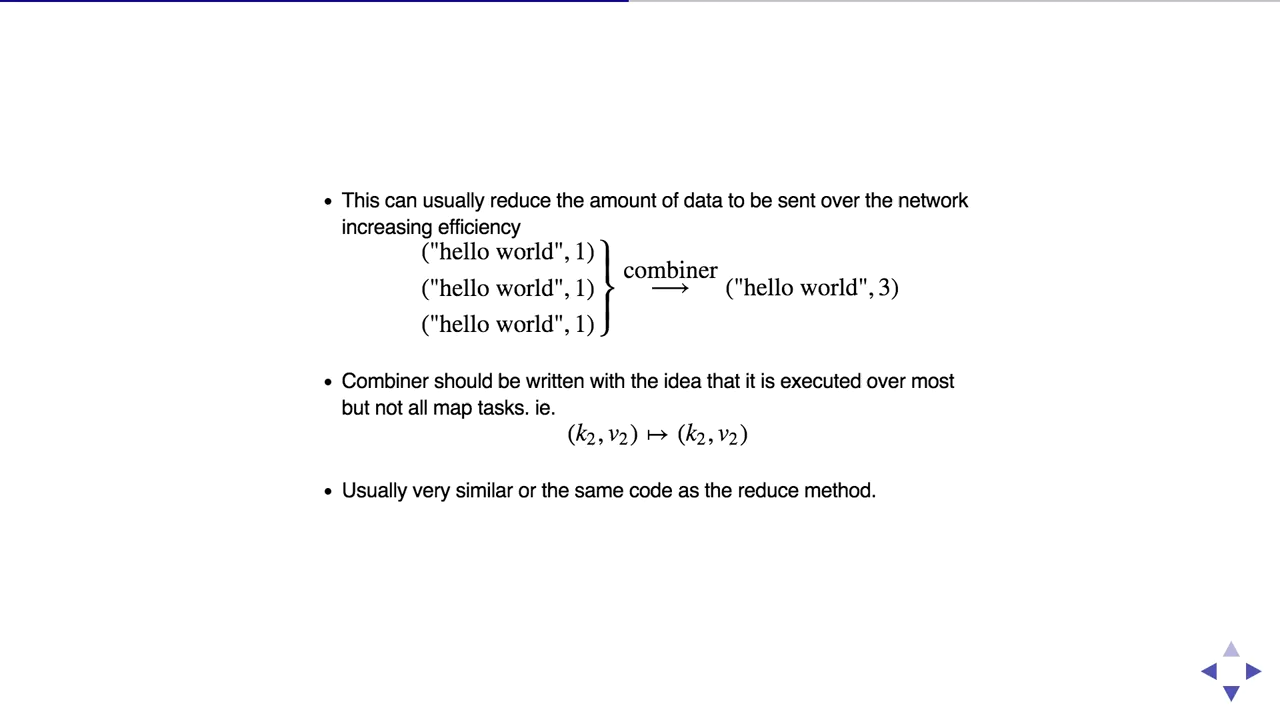 • This can usually reduce the amount of data to be sent over the network
increasing efficiency
("hello world", 1)
("hello world", 1)
("hello world", 1)
combiner
⟶
("hello world", 3)
• Combiner should be written with the idea that it is executed over most
but not all map tasks. ie.
(k₂, v₂) ↦ (k₂, v₂)
• Usually very similar or the same code as the reduce method.